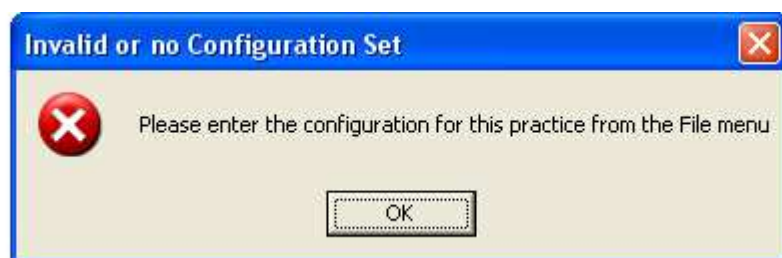 Invalid or no Configuration Set
Please enter the configuration for this practice from the File menu
OK